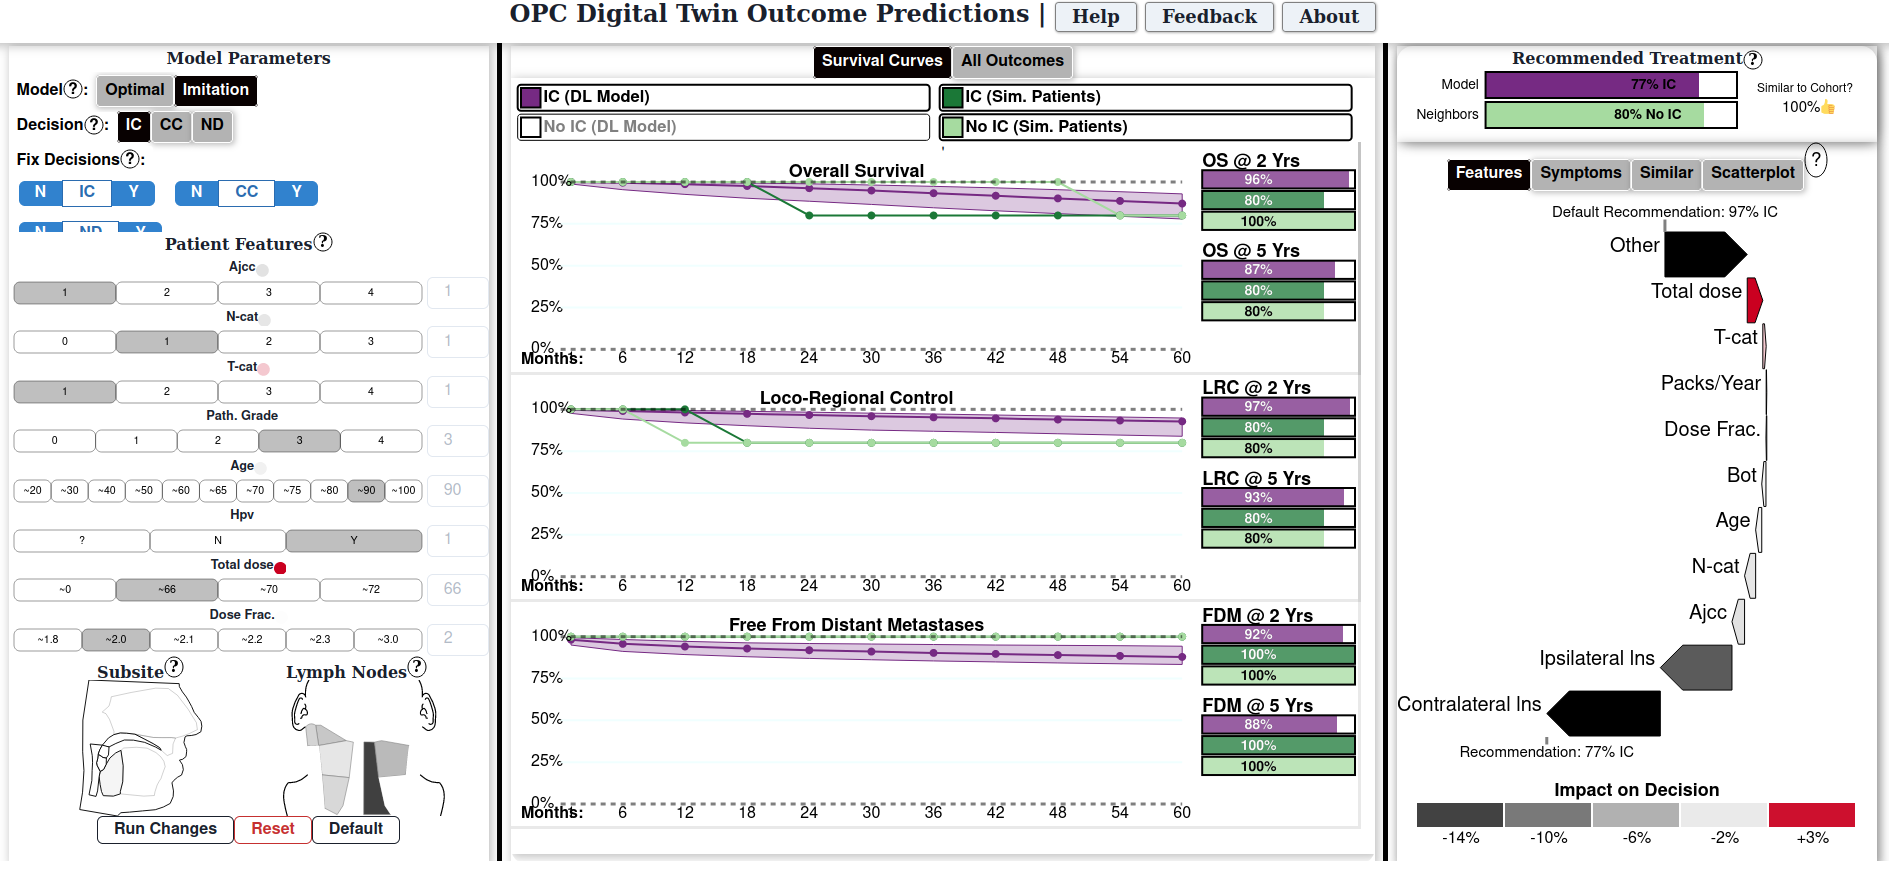 OPC Digital Twin Outcome Predictions | Help Feedback About
Model Parameters
Model?: Optimal Imitation
Decision?: IC CC ND
Fix Decisions?:
N IC Y N CC Y
N ND Y
Patient Features?
Ajcc
1 2 3 4 1
N-cat
0 1 2 3 1
T-cat
1 2 3 4 1
Path. Grade
0 1 2 3 4 3
Age
~20 ~30 ~40 ~50 ~60 ~65 ~70 ~75 ~80 ~90 ~100 90
Hpv
? N Y 1
Total dose
~0 ~66 ~70 ~72 66
Dose Frac.
~1.8 ~2.0 ~2.1 ~2.2 ~2.3 ~3.0 2
Subsite? Lymph Nodes?
Run Changes Reset Default
Survival Curves All Outcomes
IC (DL Model) IC (Sim. Patients)
No IC (DL Model) No IC (Sim. Patients)
Overall Survival
100%
75%
50%
25%
0%
Months: 6 12 18 24 30 36 42 48 54 60
OS @ 2 Yrs
96%
80%
100%
OS @ 5 Yrs
87%
80%
80%
Loco-Regional Control
100%
75%
50%
25%
0%
Months: 6 12 18 24 30 36 42 48 54 60
LRC @ 2 Yrs
97%
80%
80%
LRC @ 5 Yrs
93%
80%
80%
Free From Distant Metastases
100%
75%
50%
25%
0%
Months: 6 12 18 24 30 36 42 48 54 60
FDM @ 2 Yrs
92%
100%
100%
FDM @ 5 Yrs
88%
100%
100%
Recommended Treatment?
Model 77% IC
Neighbors 80% No IC
Similar to Cohort?
100%👍
Features Symptoms Similar Scatterplot ?
Default Recommendation: 97% IC
Other
Total dose
T-cat
Packs/Year
Dose Frac.
Bot
Age
N-cat
Ajcc
Ipsilateral lns
Contralateral lns
Recommendation: 77% IC
Impact on Decision
-14% -10% -6% -2% +3%